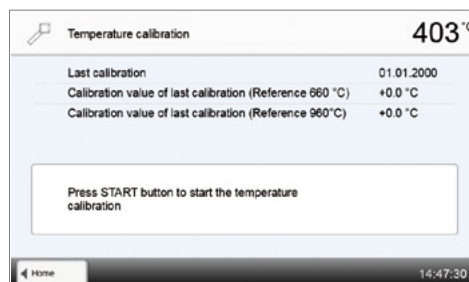 Temperature calibration 403 °C
Last calibration 01.01.2000
Calibration value of last calibration (Reference 660 °C) +0.0 °C
Calibration value of last calibration (Reference 960°C) +0.0 °C
Press START button to start the temperature
calibration
Home 14:47:30